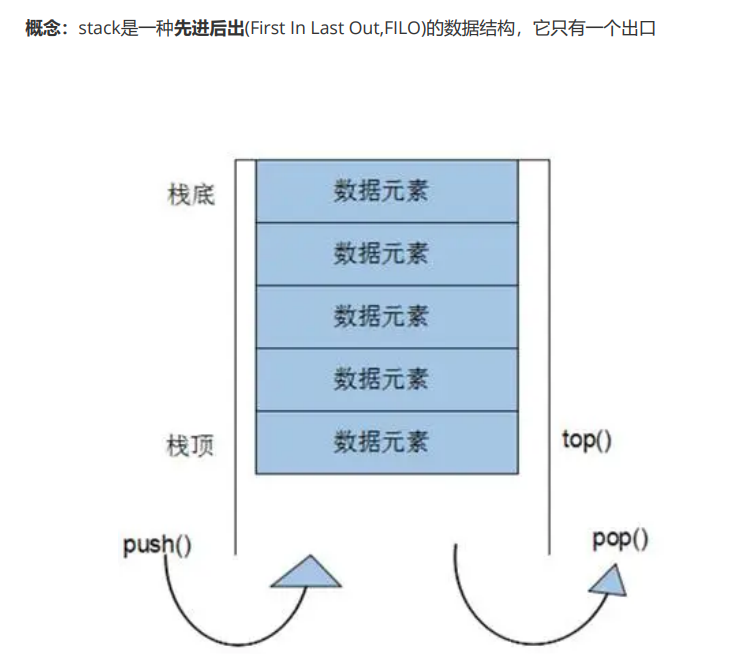 概念：stack是一种先进后出(First In Last Out,FILO)的数据结构，它只有一个出口
栈底
数据元素
数据元素
数据元素
数据元素
栈顶
数据元素
top()
push()
pop()